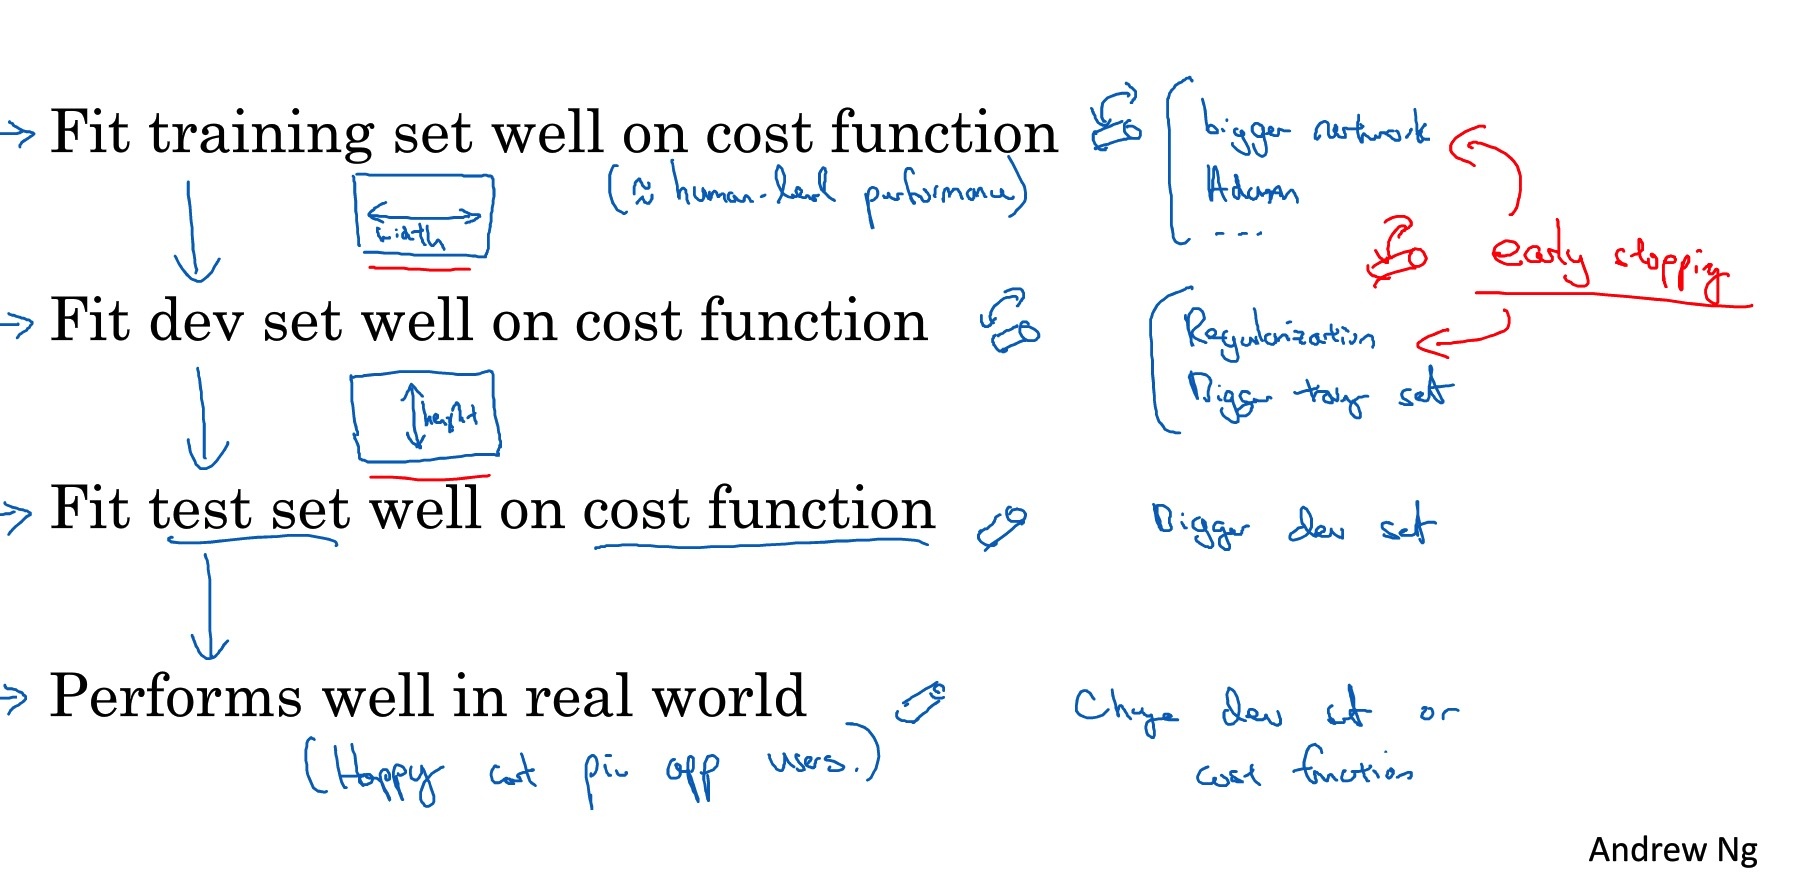 → Fit training set well on cost function
(≈ human-level performance)
bigger network
Adam
...
width
early stopping
→ Fit dev set well on cost function
Regularization
Bigger training set
height
→ Fit test set well on cost function
Bigger dev set
→ Performs well in real world
Change dev set or
cost function
(Happy cat pic app users.)
Andrew Ng